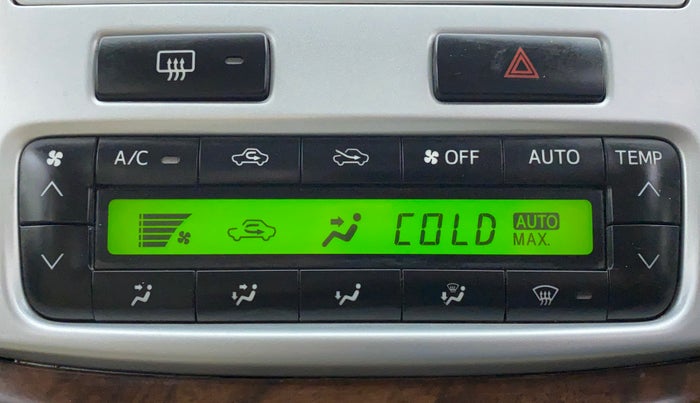 A/C OFF AUTO TEMP
COLD AUTO
MAX.